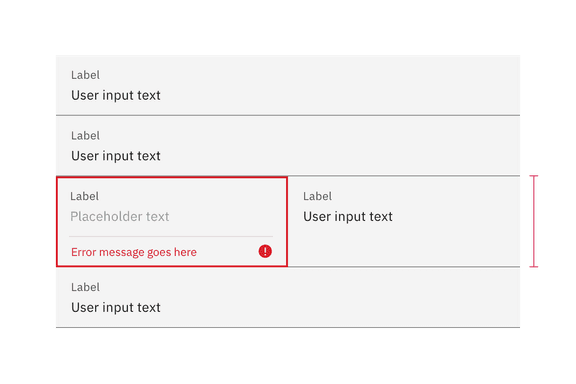 Label
User input text
Label
User input text
Label
Placeholder text
Error message goes here
Label
User input text
Label
User input text